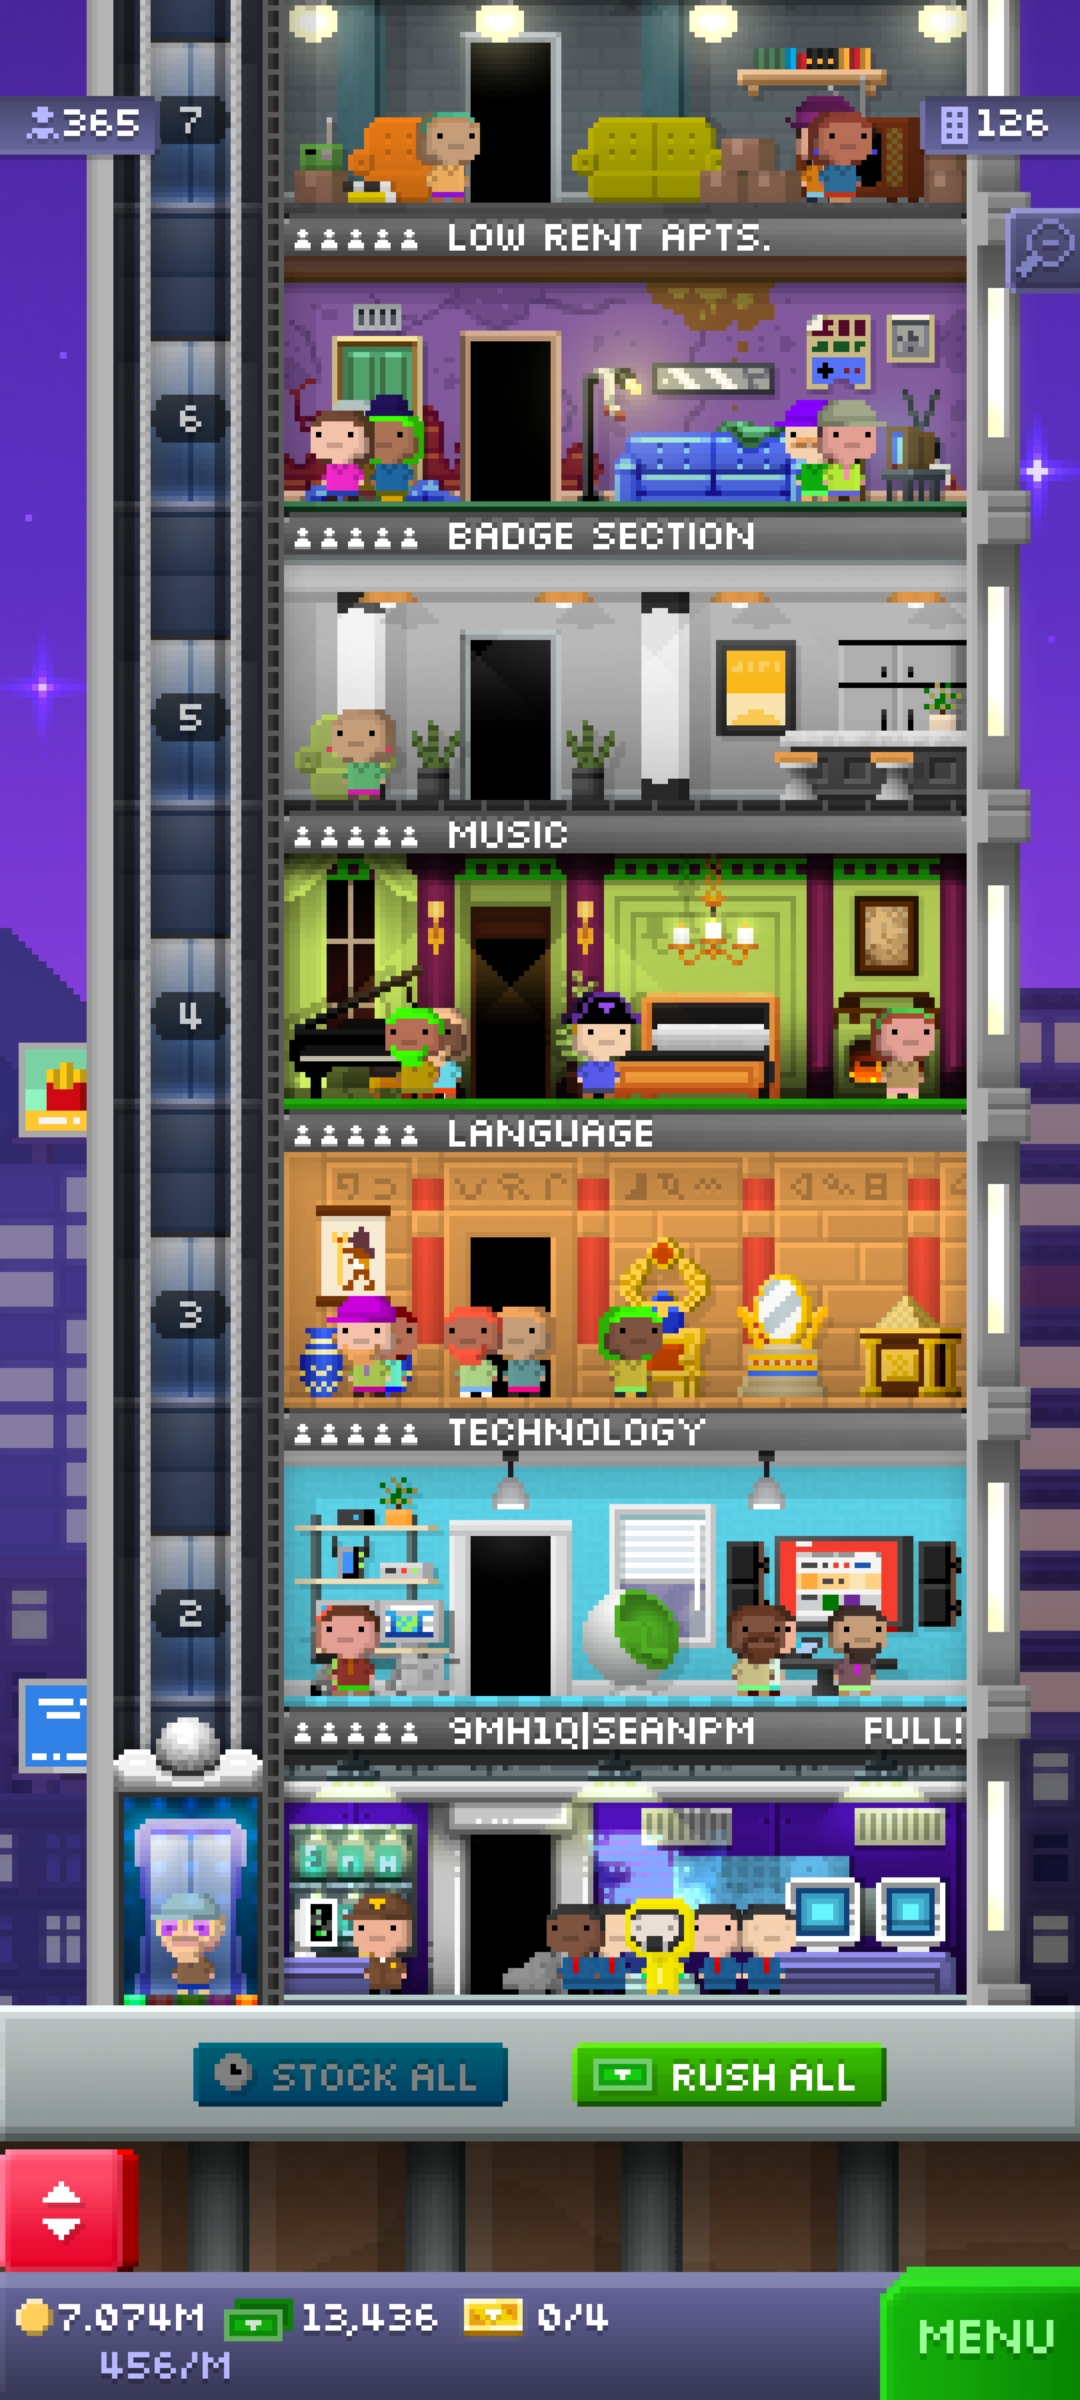 7
365
126
LOW RENT APTS.
6
BADGE SECTION
5
MUSIC
4
LANGUAGE
3
TECHNOLOGY
2
9MH1Q|SEANPM FULL!
STOCK ALL
RUSH ALL
7.074M 13,436 0/4
456/M
MENU